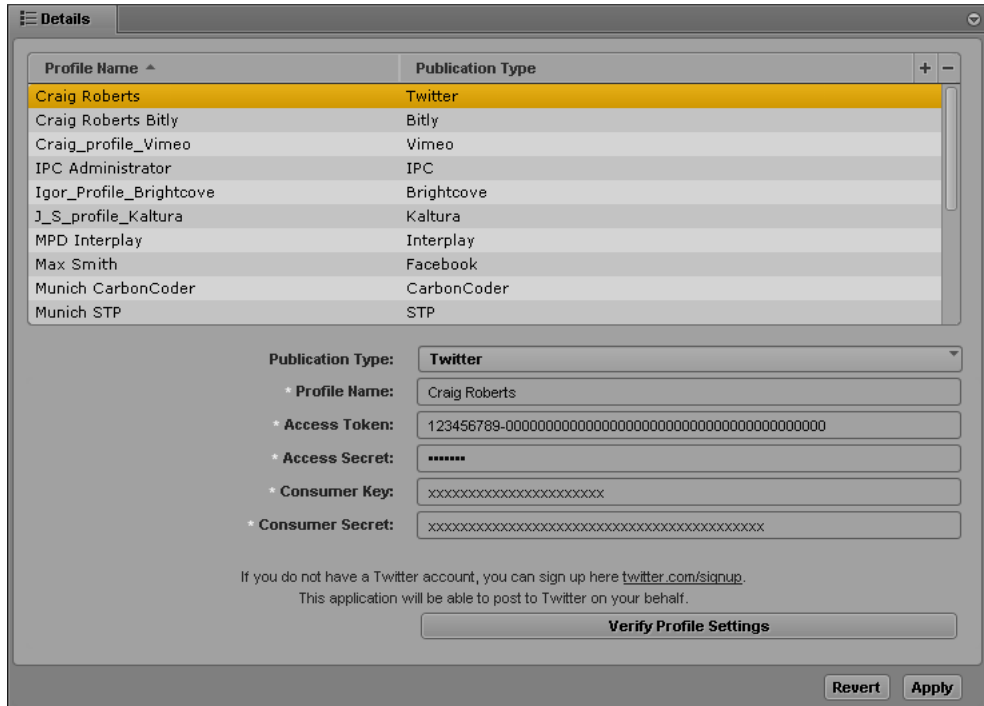 Details
Profile Name Publication Type + −
Craig Roberts Twitter
Craig Roberts Bitly Bitly
Craig_profile_Vimeo Vimeo
IPC Administrator IPC
Igor_Profile_Brightcove Brightcove
J_S_profile_Kaltura Kaltura
MPD Interplay Interplay
Max Smith Facebook
Munich CarbonCoder CarbonCoder
Munich STP STP
Publication Type: Twitter
* Profile Name: Craig Roberts
* Access Token: 123456789-0000000000000000000000000000000000000000
* Access Secret: •••••••
* Consumer Key: xxxxxxxxxxxxxxxxxxxxxx
* Consumer Secret: xxxxxxxxxxxxxxxxxxxxxxxxxxxxxxxxxxxxxxxxxx
If you do not have a Twitter account, you can sign up here twitter.com/signup.
This application will be able to post to Twitter on your behalf.
Verify Profile Settings
Revert Apply